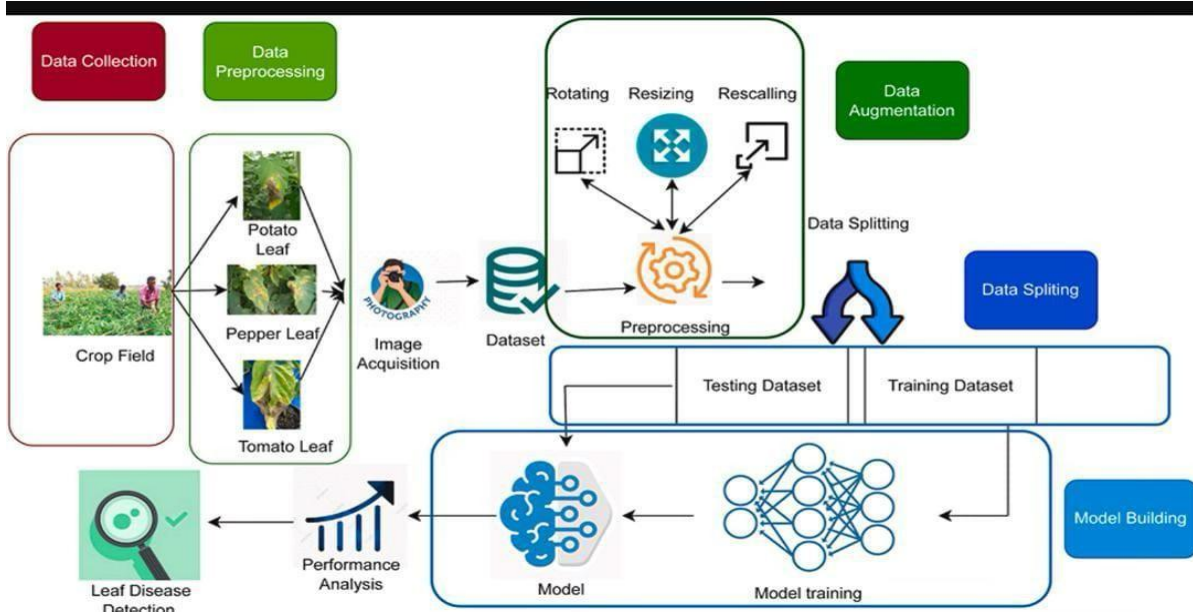 Data Collection
Data
Preprocessing
Rotating
Resizing
Rescalling
Data
Augmentation
Potato
Leaf
Pepper Leaf
Tomato Leaf
Crop Field
PHOTOGRAPHY
Image
Acquisition
Dataset
Preprocessing
Data Splitting
Data Spliting
Testing Dataset
Training Dataset
Model Building
Model training
Model
Performance
Analysis
Leaf Disease
Detection